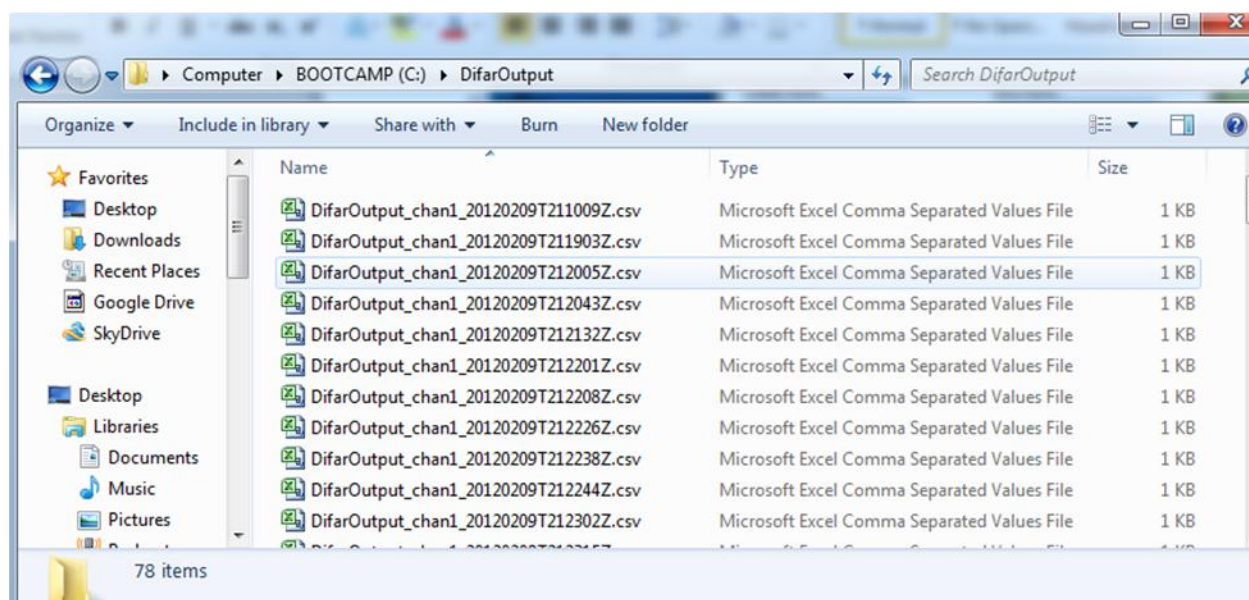 Computer BOOTCAMP (C:) DifarOutput Search DifarOutput
Organize Include in library Share with Burn New folder
Favorites
Desktop
Downloads
Recent Places
Google Drive
SkyDrive
Desktop
Libraries
Documents
Music
Pictures
Name Type Size
DifarOutput_chan1_20120209T211009Z.csv Microsoft Excel Comma Separated Values File 1 KB
DifarOutput_chan1_20120209T211903Z.csv Microsoft Excel Comma Separated Values File 1 KB
DifarOutput_chan1_20120209T212005Z.csv Microsoft Excel Comma Separated Values File 1 KB
DifarOutput_chan1_20120209T212043Z.csv Microsoft Excel Comma Separated Values File 1 KB
DifarOutput_chan1_20120209T212132Z.csv Microsoft Excel Comma Separated Values File 1 KB
DifarOutput_chan1_20120209T212201Z.csv Microsoft Excel Comma Separated Values File 1 KB
DifarOutput_chan1_20120209T212208Z.csv Microsoft Excel Comma Separated Values File 1 KB
DifarOutput_chan1_20120209T212226Z.csv Microsoft Excel Comma Separated Values File 1 KB
DifarOutput_chan1_20120209T212238Z.csv Microsoft Excel Comma Separated Values File 1 KB
DifarOutput_chan1_20120209T212244Z.csv Microsoft Excel Comma Separated Values File 1 KB
DifarOutput_chan1_20120209T212302Z.csv Microsoft Excel Comma Separated Values File 1 KB
78 items